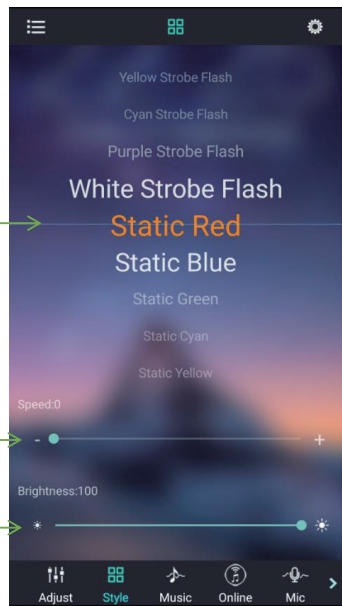 Yellow Strobe Flash
Cyan Strobe Flash
Purple Strobe Flash
White Strobe Flash
Static Red
Static Blue
Static Green
Static Cyan
Static Yellow
Speed:0
- +
Brightness:100
Adjust Style Music Online Mic >